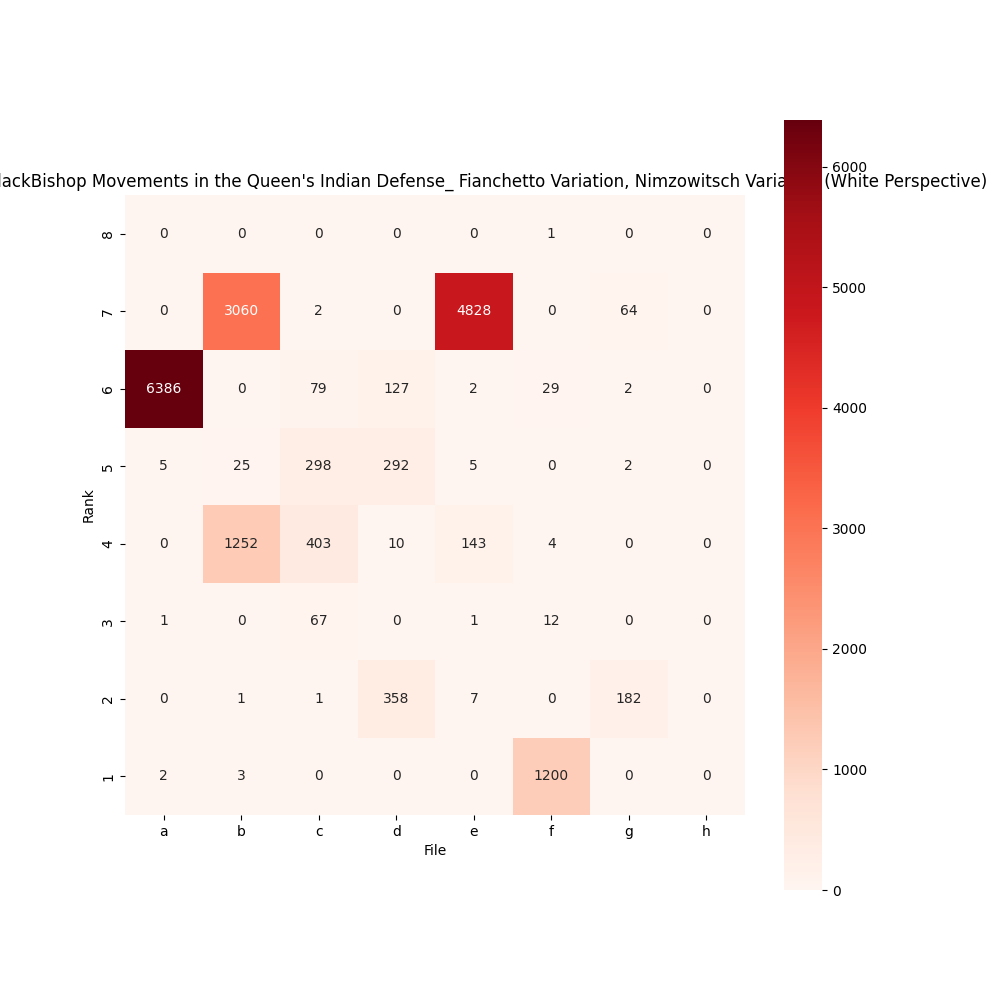 lackBishop Movements in the Queen's Indian Defense_ Fianchetto Variation, Nimzowitsch Varia (White Perspective)
8 0 0 0 0 0 1 0 0
7 0 3060 2 0 4828 0 64 0
6 6386 0 79 127 2 29 2 0
5 5 25 298 292 5 0 2 0
4 0 1252 403 10 143 4 0 0
3 1 0 67 0 1 12 0 0
2 0 1 1 358 7 0 182 0
1 2 3 0 0 0 1200 0 0
a b c d e f g h
File
Rank
6000
5000
4000
3000
2000
1000
0